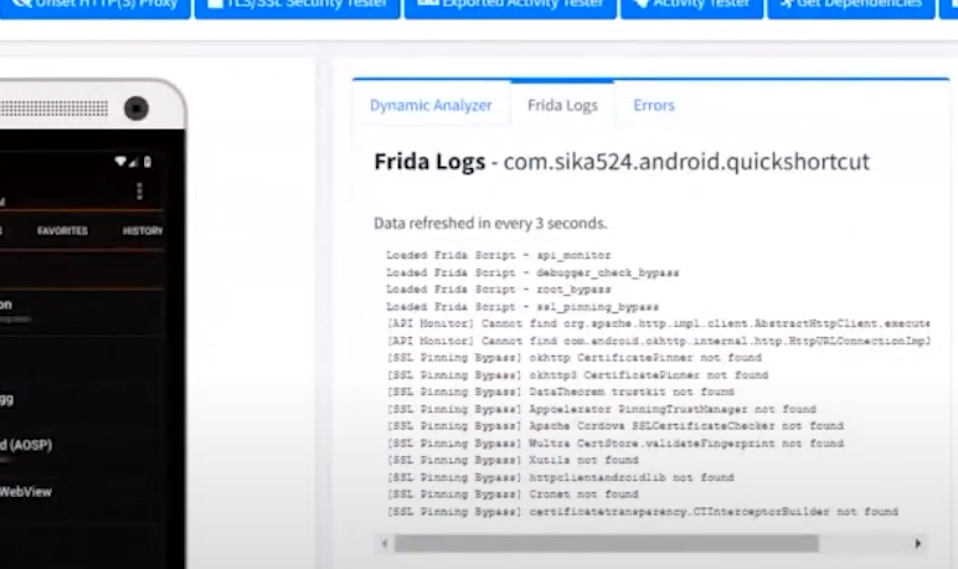 Unset HTTP(S) Proxy
TLS/SSL Security Tester
Exported Activity Tester
Activity Tester
Get Dependencies
Dynamic Analyzer
Frida Logs
Errors
Frida Logs - com.sika524.android.quickshortcut
Data refreshed in every 3 seconds.
Loaded Frida Script - api_monitor
Loaded Frida Script - debugger_check_bypass
Loaded Frida Script - root_bypass
Loaded Frida Script - ssl_pinning_bypass
[API Monitor] Cannot find org.apache.http.impl.client.AbstractHttpClient.execute
[API Monitor] Cannot find com.android.okhttp.internal.http.HttpURLConnectionImpl
[SSL Pinning Bypass] okhttp CertificatePinner not found
[SSL Pinning Bypass] okhttp3 CertificatePinner not found
[SSL Pinning Bypass] DataTheorem trustkit not found
[SSL Pinning Bypass] Appcelerator PinningTrustManager not found
[SSL Pinning Bypass] Apache Cordova SSLCertificateChecker not found
[SSL Pinning Bypass] Wultra CertStore.validateFingerprint not found
[SSL Pinning Bypass] Xutils not found
[SSL Pinning Bypass] httpclientandroidlib not found
[SSL Pinning Bypass] Cronet not found
[SSL Pinning Bypass] certificatetransparency.CTInterceptorBuilder not found
FAVORITES
HISTORY
on
gg
d (AOSP)
WebView